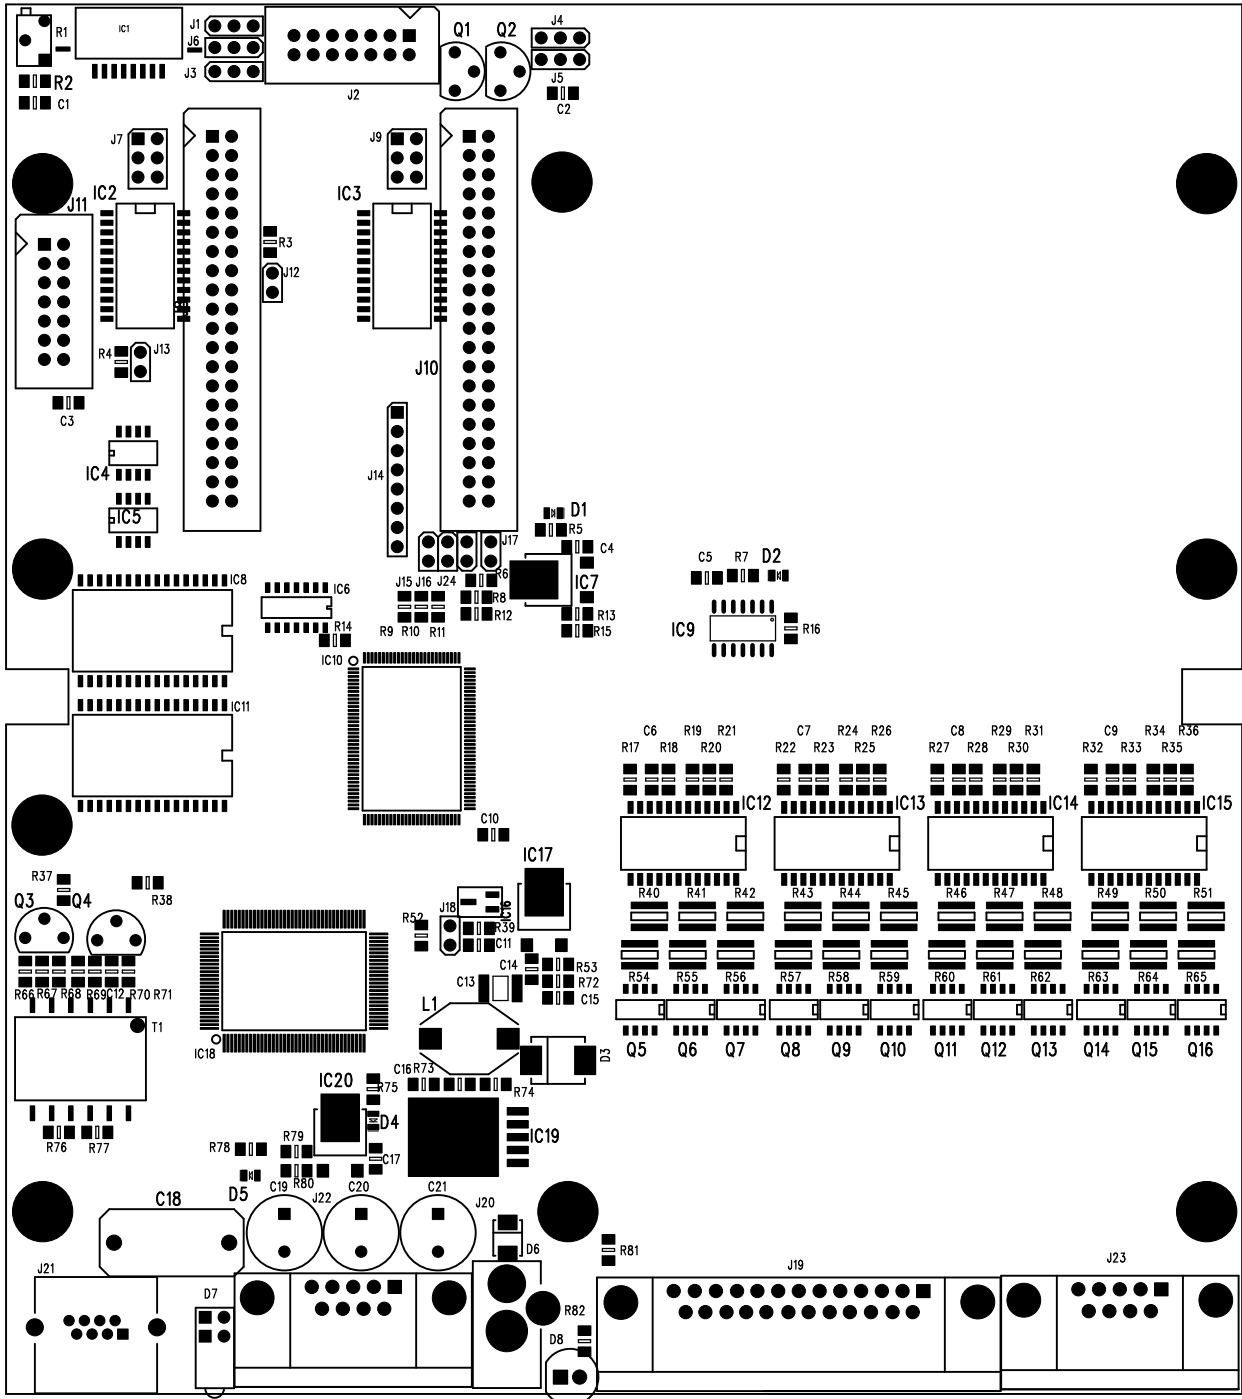 R1 IC1 J1 Q1 Q2 J4
J6
J3 J5
R2 J2
C1 C2
J7 J9
IC2 IC3
J11
R3
J12
R4 J13
J10
C3
IC4 J14
IC5 D1
R5
J17 C4
IC8 IC6 J15 J16 J24 R6 IC7 C5 R7 D2
R8
R14 R9 R10 R11 R12 R13
R15 IC9 R16
IC10
IC11
C6 R19 R21 C7 R24 R26 C8 R29 R31 C9 R34 R36
R17 R18 R20 R22 R23 R25 R27 R28 R30 R32 R33 R35
IC12 IC13 IC14 IC15
C10
IC17
R37
R38
R40 R41 R42 R43 R44 R45 R46 R47 R48 R49 R50 R51
Q3 Q4
R52 J18 IC16
R39
C11
C14 R53
C13 R72
C15
R54 R55 R56 R57 R58 R59 R60 R61 R62 R63 R64 R65
R66 R67 R68 R69 C12 R70 R71
L1
T1
IC18
Q5 Q6 Q7 Q8 Q9 Q10 Q11 Q12 Q13 Q14 Q15 Q16
D3
C16 R73
IC20 R75 R74
D4
IC19
R76 R77 R78 R79
C17
R80
D5 C19 J22 C20 C21 J20
C18
D6 R81
J21 J19 J23
D7
R82
D8